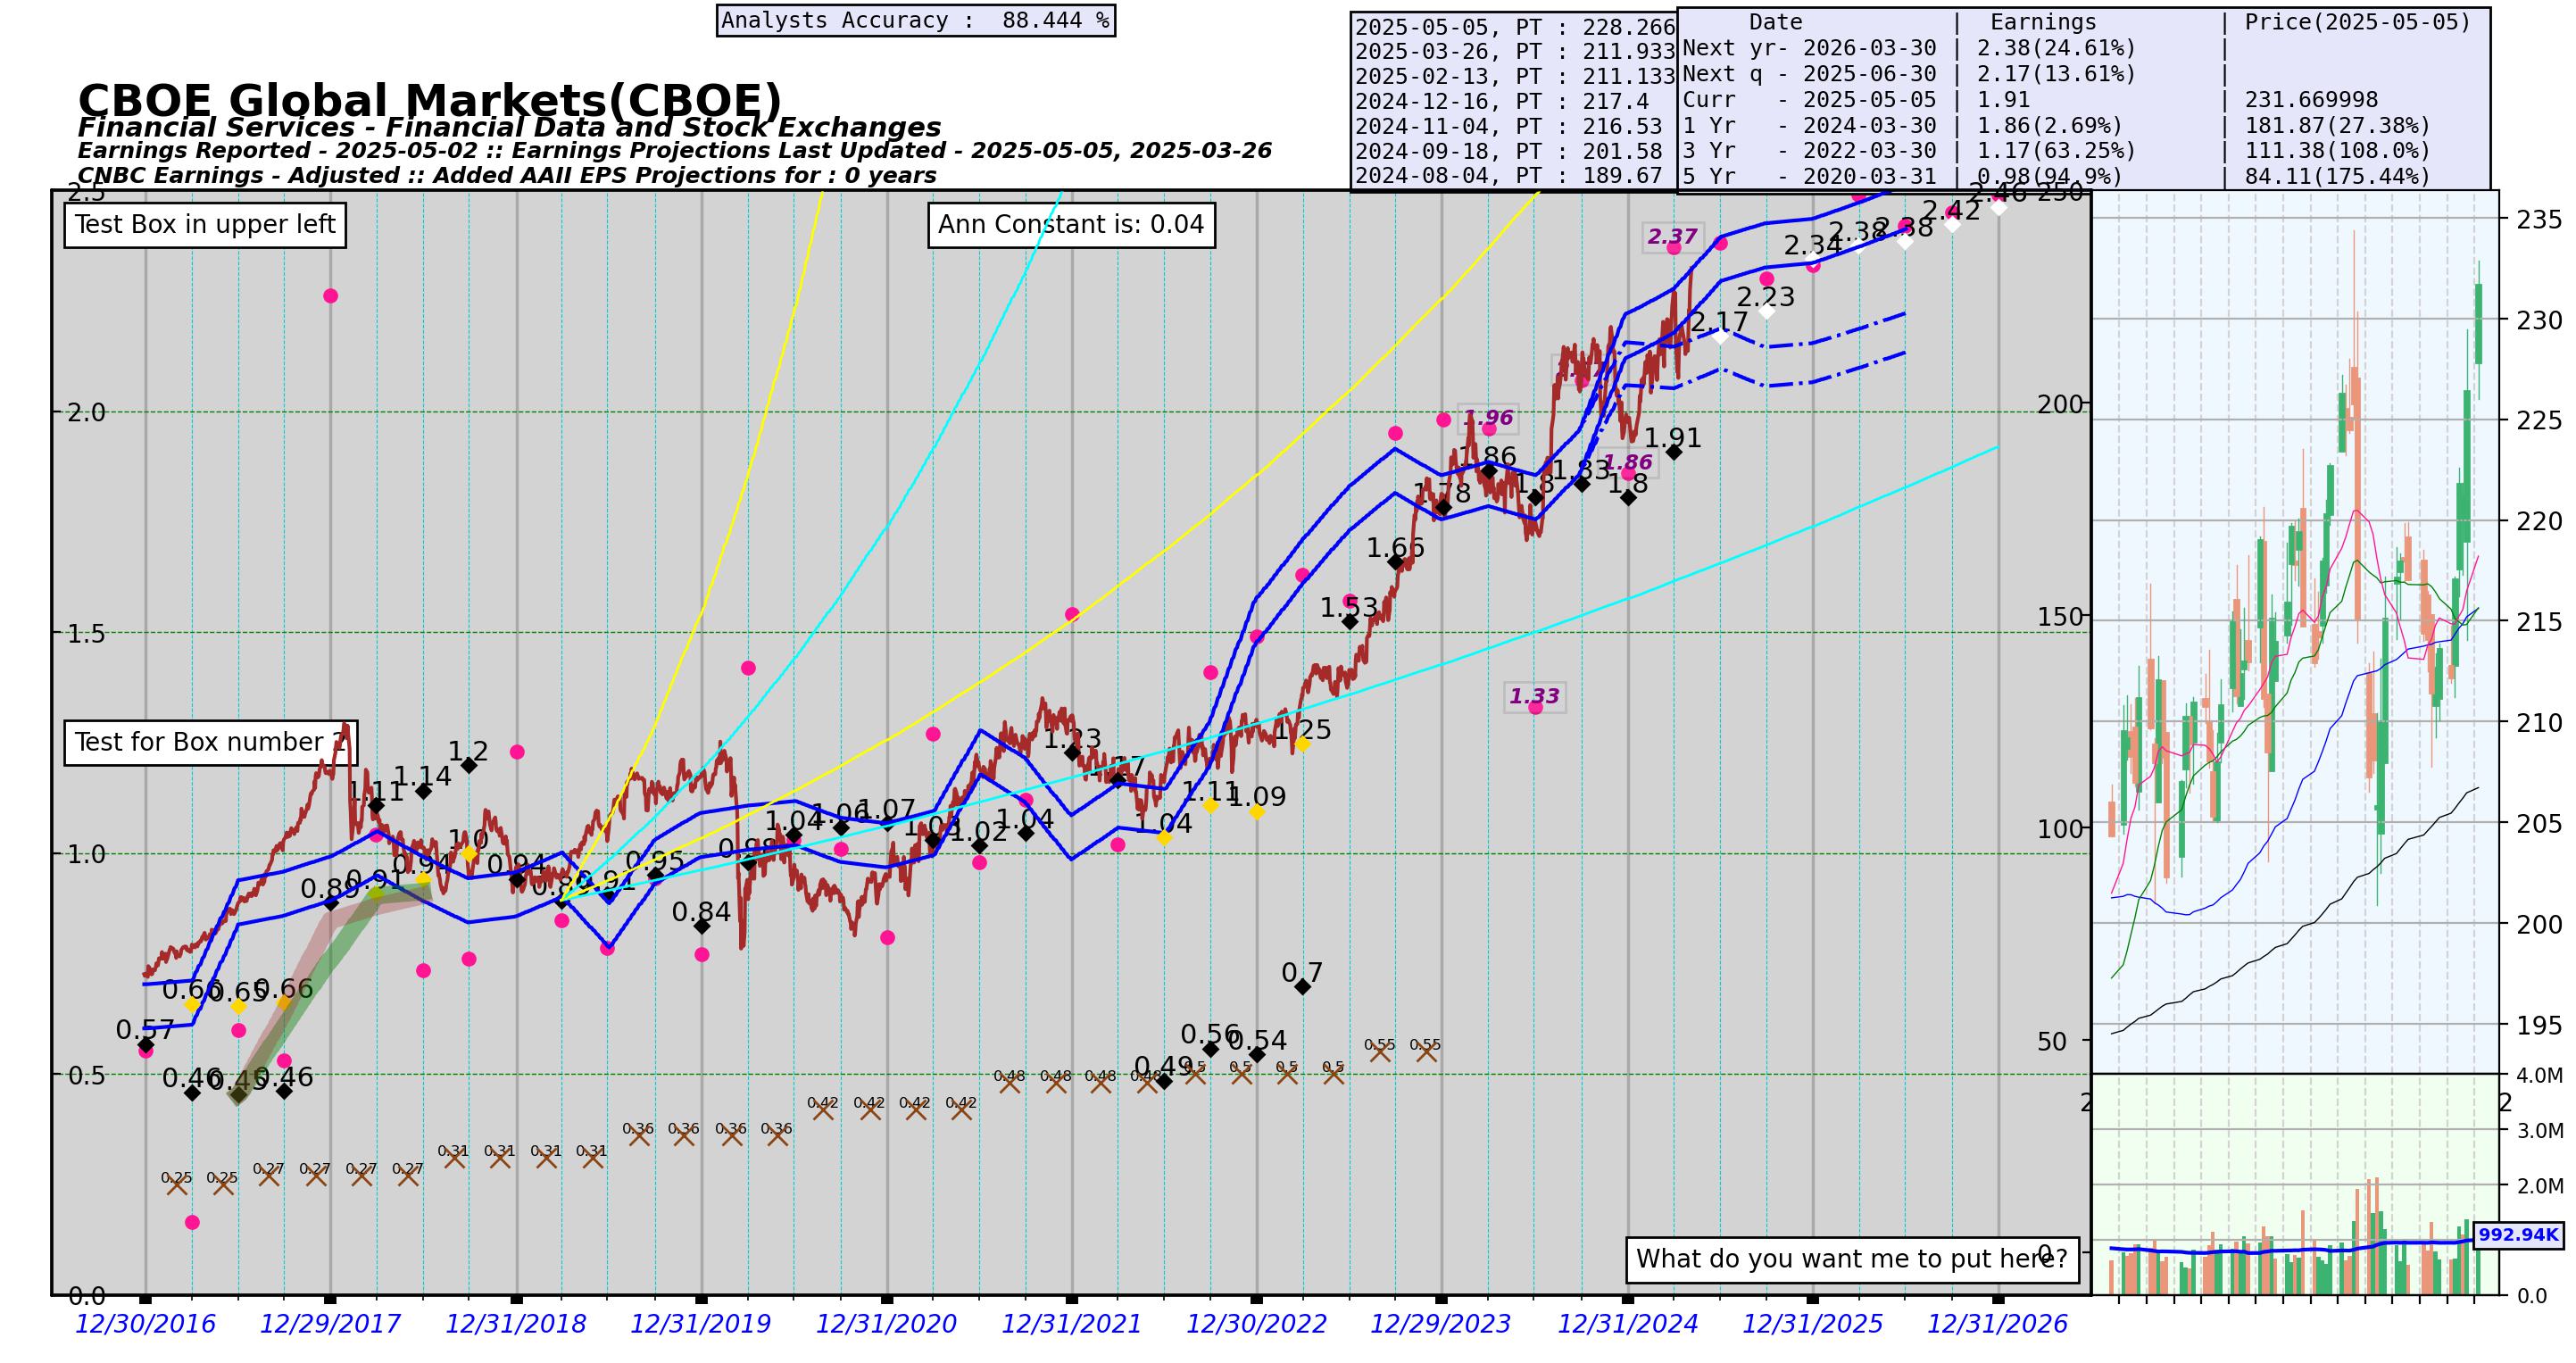 Analysts Accuracy :  88.444 %
2025-05-05, PT : 228.266
2025-03-26, PT : 211.933
2025-02-13, PT : 211.133
2024-12-16, PT : 217.4
2024-11-04, PT : 216.53
2024-09-18, PT : 201.58
2024-08-04, PT : 189.67
Date | Earnings | Price(2025-05-05)
Next yr- 2026-03-30 | 2.38(24.61%) |
Next q - 2025-06-30 | 2.17(13.61%) |
Curr - 2025-05-05 | 1.91 | 231.669998
1 Yr - 2024-03-30 | 1.86(2.69%) | 181.87(27.38%)
3 Yr - 2022-03-30 | 1.17(63.25%) | 111.38(108.0%)
5 Yr - 2020-03-31 | 0.98(94.9%) | 84.11(175.44%)
CBOE Global Markets(CBOE)
Financial Services - Financial Data and Stock Exchanges
Earnings Reported - 2025-05-02 :: Earnings Projections Last Updated - 2025-05-05, 2025-03-26
CNBC Earnings - Adjusted :: Added AAII EPS Projections for : 0 years
2.5
2.0
1.5
1.0
0.5
0.0
Test Box in upper left
Ann Constant is: 0.04
Test for Box number 2
What do you want me to put here?
0.57
0.66 0.65 0.66
0.46 0.45 0.46
0.89 0.91 0.94 1.0
1.11 1.14 1.2
0.94 0.91 0.95 0.84 0.98
1.04 1.06 1.07 1.03 1.02 1.04
1.23 1.17 1.04 1.11 1.09 1.25
0.49 0.56 0.54 0.7
1.53 1.66 1.78 1.86 1.8 1.83 1.8 1.91
1.96 1.33 1.86 2.37
2.17 2.23 2.34 2.38 2.38 2.42 2.46
0.25 0.25 0.27 0.27 0.27 0.27 0.31 0.31 0.31 0.31 0.36 0.36 0.36 0.36 0.42 0.42 0.42 0.42 0.48 0.48 0.48 0.48 0.5 0.5 0.5 0.5 0.55 0.55
250
200
150
100
50
0
235
230
225
220
215
210
205
200
195
4.0M
3.0M
2.0M
992.94K
0.0
2
2
12/30/2016 12/29/2017 12/31/2018 12/31/2019 12/31/2020 12/31/2021 12/30/2022 12/29/2023 12/31/2024 12/31/2025 12/31/2026